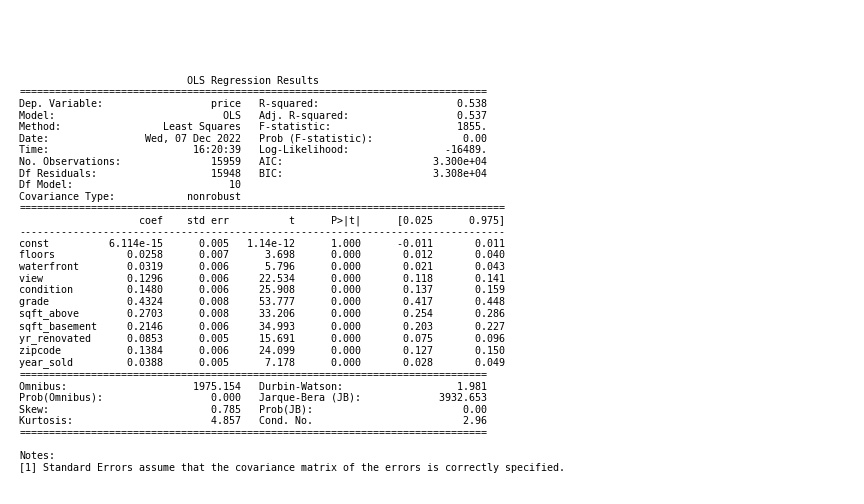 OLS Regression Results
==============================================================================
Dep. Variable:                  price   R-squared:                       0.538
Model:                            OLS   Adj. R-squared:                  0.537
Method:                 Least Squares   F-statistic:                     1855.
Date:                Wed, 07 Dec 2022   Prob (F-statistic):               0.00
Time:                        16:20:39   Log-Likelihood:                -16489.
No. Observations:               15959   AIC:                         3.300e+04
Df Residuals:                   15948   BIC:                         3.308e+04
Df Model:                          10
Covariance Type:            nonrobust
=================================================================================
                    coef    std err          t      P>|t|      [0.025      0.975]
---------------------------------------------------------------------------------
const          6.114e-15      0.005   1.14e-12      1.000      -0.011       0.011
floors            0.0258      0.007      3.698      0.000       0.012       0.040
waterfront        0.0319      0.006      5.796      0.000       0.021       0.043
view              0.1296      0.006     22.534      0.000       0.118       0.141
condition         0.1480      0.006     25.908      0.000       0.137       0.159
grade             0.4324      0.008     53.777      0.000       0.417       0.448
sqft_above        0.2703      0.008     33.206      0.000       0.254       0.286
sqft_basement     0.2146      0.006     34.993      0.000       0.203       0.227
yr_renovated      0.0853      0.005     15.691      0.000       0.075       0.096
zipcode           0.1384      0.006     24.099      0.000       0.127       0.150
year_sold         0.0388      0.005      7.178      0.000       0.028       0.049
==============================================================================
Omnibus:                     1975.154   Durbin-Watson:                   1.981
Prob(Omnibus):                  0.000   Jarque-Bera (JB):             3932.653
Skew:                           0.785   Prob(JB):                         0.00
Kurtosis:                       4.857   Cond. No.                         2.96
==============================================================================
Notes:
[1] Standard Errors assume that the covariance matrix of the errors is correctly specified.